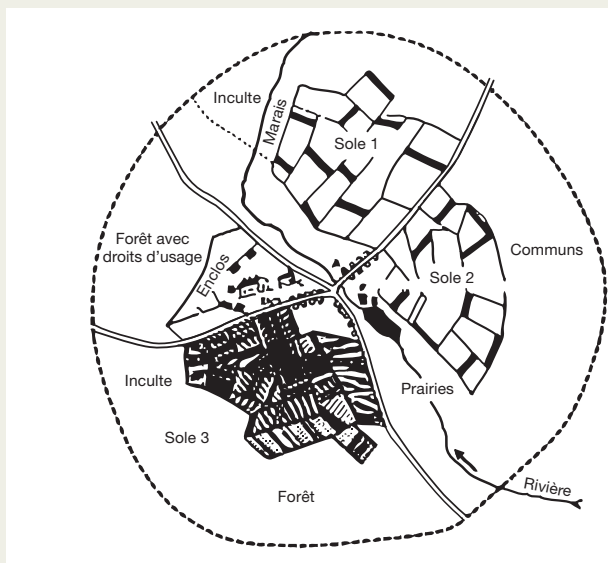 Inculte
Marais
Sole 1
Forêt avec
droits d'usage
Enclos
Communs
Sole 2
Inculte
Prairies
Sole 3
Rivière
Forêt